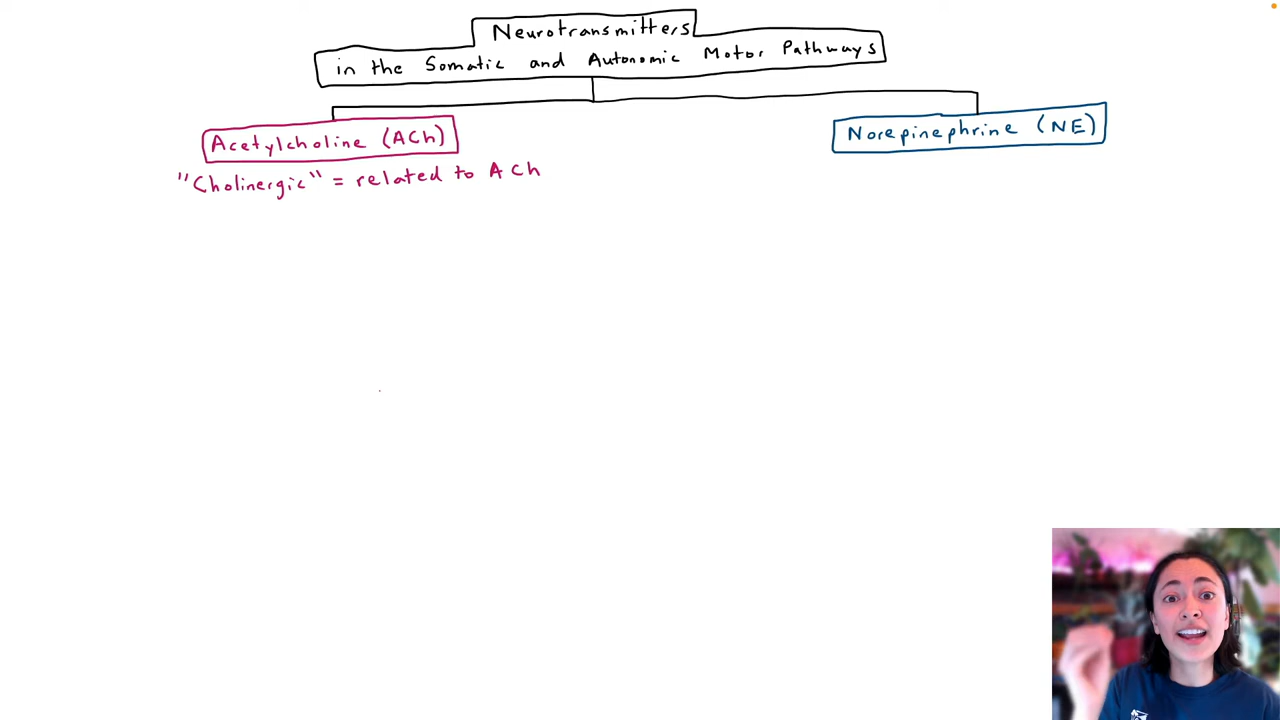 Neurotransmitters
in the Somatic and Autonomic Motor Pathways
Acetylcholine (ACh)
Norepinephrine (NE)
"Cholinergic" = related to ACh